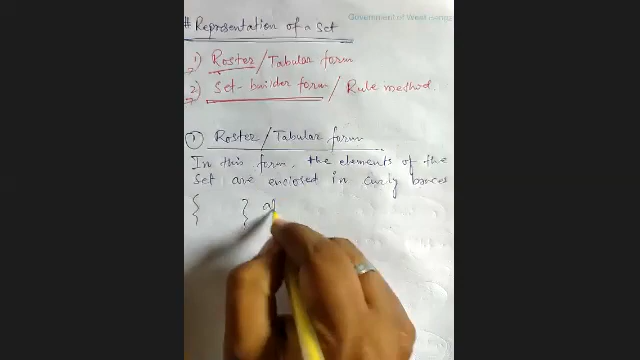 Government of West Bengal
# Representation of a Set
1) Roster/Tabular form
2) Set-builder form/ Rule method.
1 Roster/Tabular form
In this form, the elements of the
set are enclosed in curly braces
{ } af